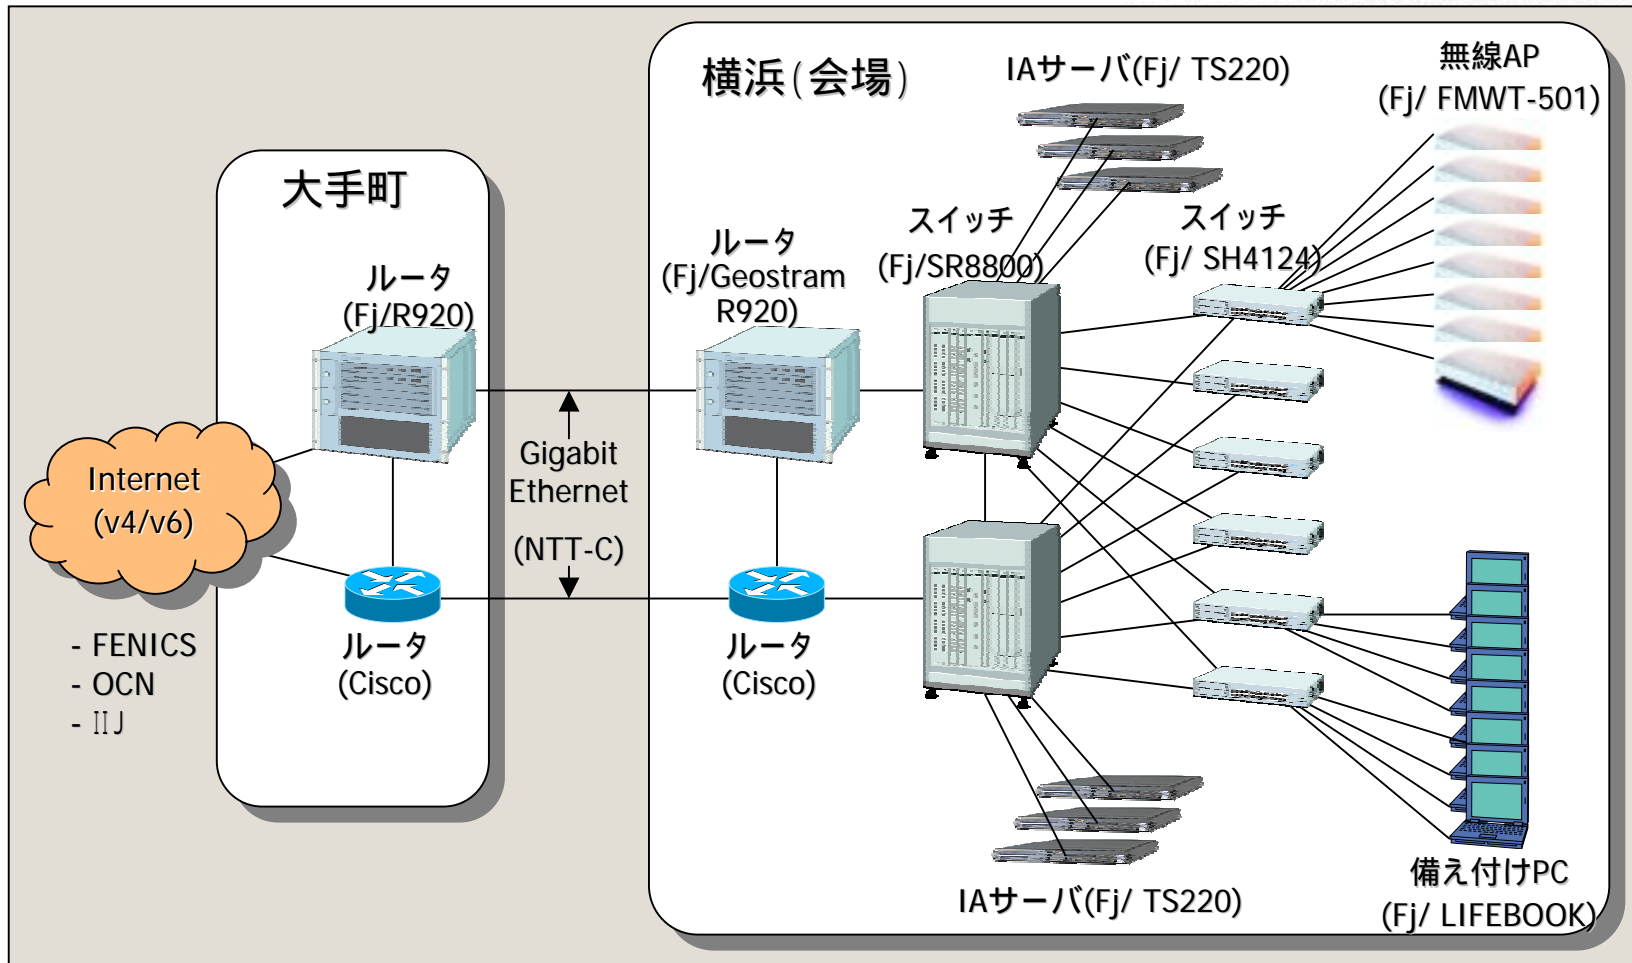 横浜(会場)
IAサーバ(Fj/ TS220)
無線AP
(Fj/ FMWT-501)
大手町
ルータ
(Fj/R920)
ルータ
(Fj/Geostram
R920)
スイッチ
(Fj/SR8800)
スイッチ
(Fj/ SH4124)
Internet
(v4/v6)
Gigabit
Ethernet
(NTT-C)
- FENICS
- OCN
- IIJ
ルータ
(Cisco)
ルータ
(Cisco)
IAサーバ(Fj/ TS220)
備え付けPC
(Fj/ LIFEBOOK)